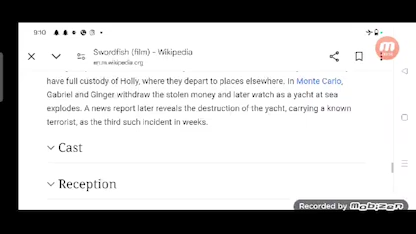 9:10
Swordfish (film) – Wikipedia
en.m.wikipedia.org
have full custody of Holly, where they depart to places elsewhere. In Monte Carlo,
Gabriel and Ginger withdraw the stolen money and later watch as a yacht at sea
explodes. A news report later reveals the destruction of the yacht, carrying a known
terrorist, as the third such incident in weeks.
Cast
Reception
Recorded by Mobizen